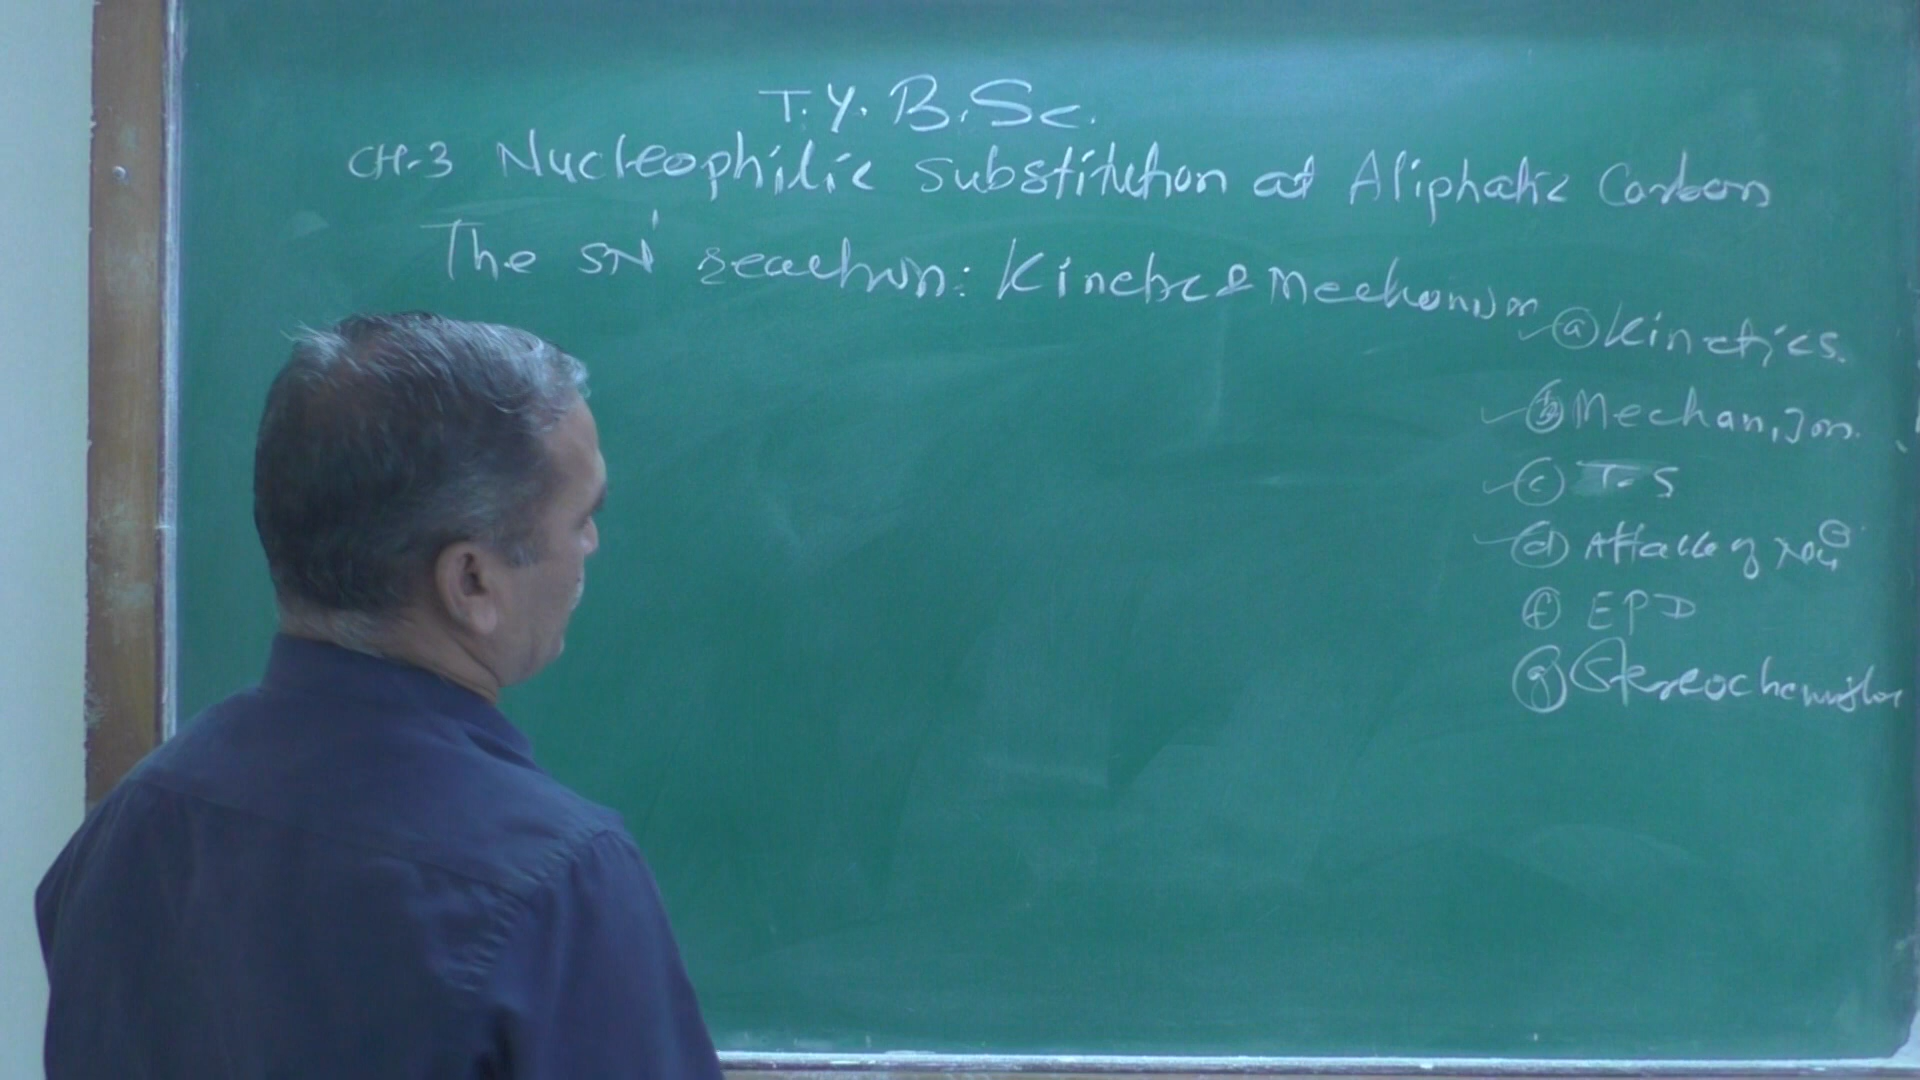 T.Y. B.Sc.
CH-3 Nucleophilic substitution at Aliphatic Carbon
The SN¹ reaction: Kinetic & Mechanism
ⓐ Kinetics.
ⓑ Mechanism.
ⓒ T-S
ⓓ Attack of Nu⊖
ⓕ EPD
ⓖ Stereochemistry